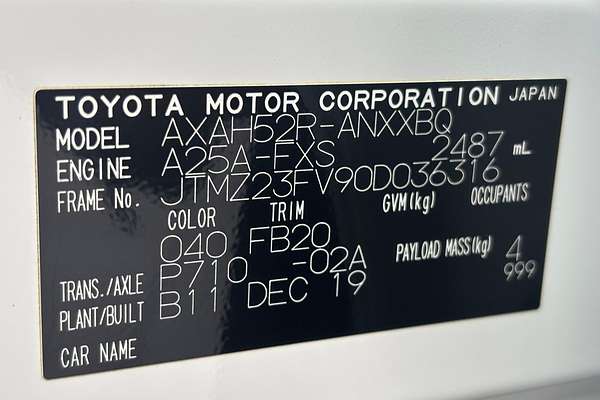 TOYOTA MOTOR CORPORATION JAPAN
MODEL AXAH52R-ANXXBQ
ENGINE A25A-FXS 2487 mL
FRAME No. JTMZ23FV90D036316
COLOR TRIM GVM(kg) OCCUPANTS
040 FB20 4
TRANS./AXLE P710 -02A PAYLOAD MASS(kg) 999
PLANT/BUILT B11 DEC 19
CAR NAME